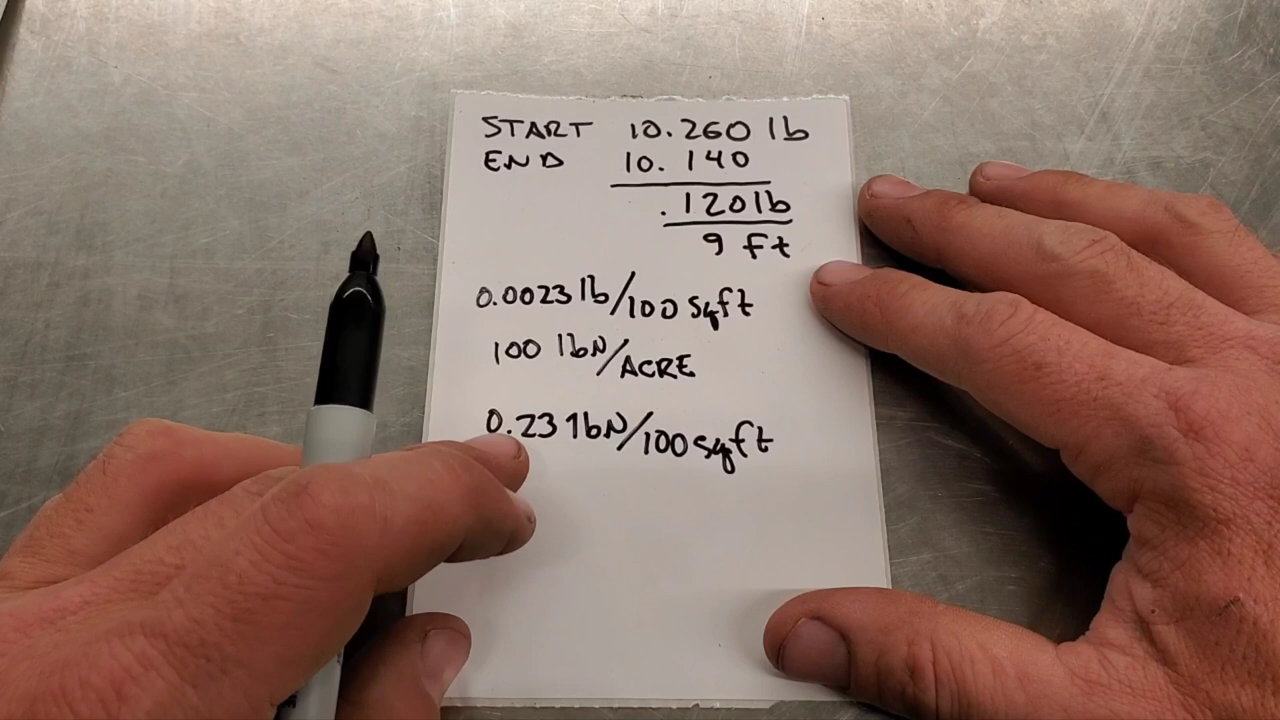 START 10.260 lb
END 10.140
.120 lb
9 ft
0.0023 lb/100 sqft
100 lbN/ACRE
0.23 lbN/100 sqft